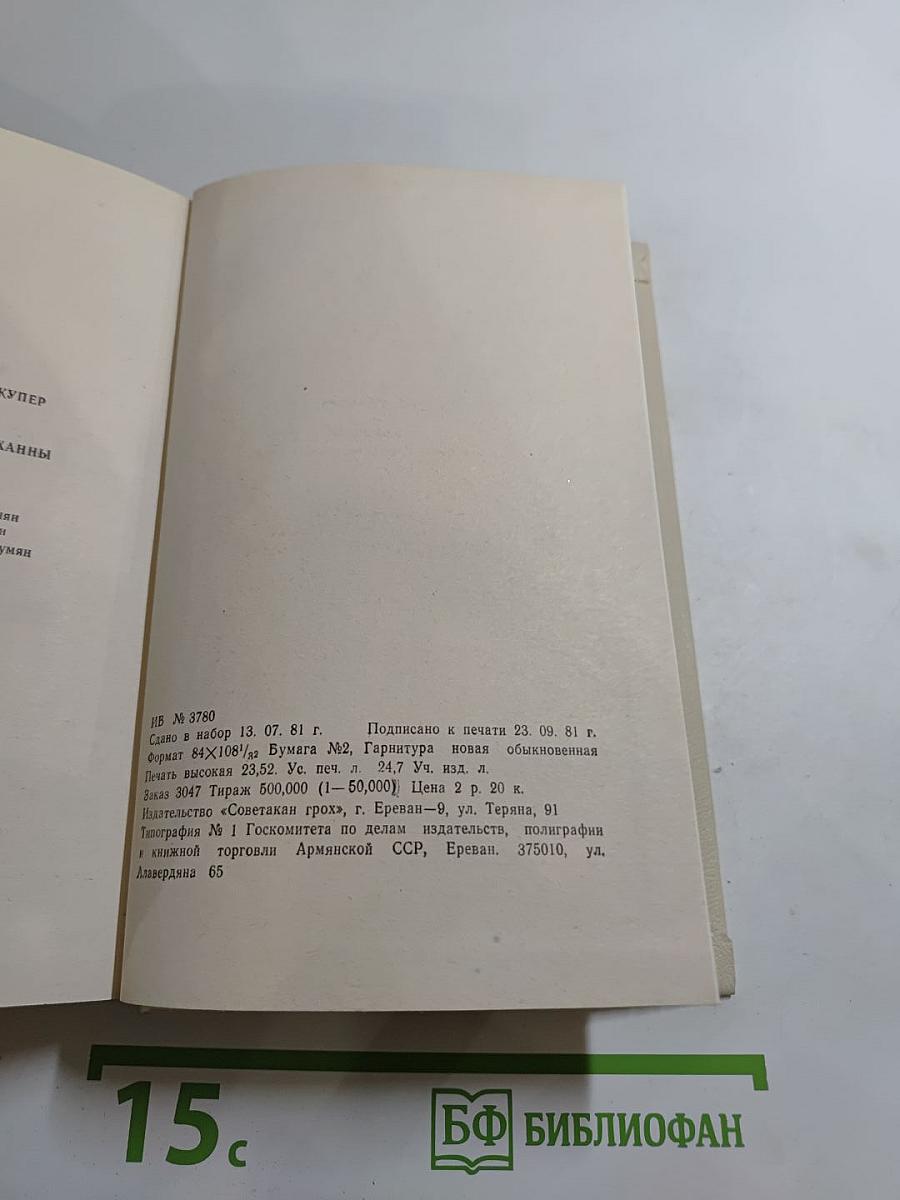 КУПЕР
ХАННЫ
ян
н
умян
ИБ № 3780
Сдано в набор 13. 07. 81 г. Подписано к печати 23. 09. 81 г.
Формат 84×108¹/₃₂ Бумага №2, Гарнитура новая обыкновенная
Печать высокая 23,52. Ус. печ. л. 24,7 Уч. изд. л.
Заказ 3047 Тираж 500,000 (1—50,000) Цена 2 р. 20 к.
Издательство «Советакан грох», г. Ереван—9, ул. Теряна, 91
Типография № 1 Госкомитета по делам издательств, полиграфии
и книжной торговли Армянской ССР, Ереван. 375010, ул.
Алавердяна 65
15 с
БФ БИБЛИОФАН